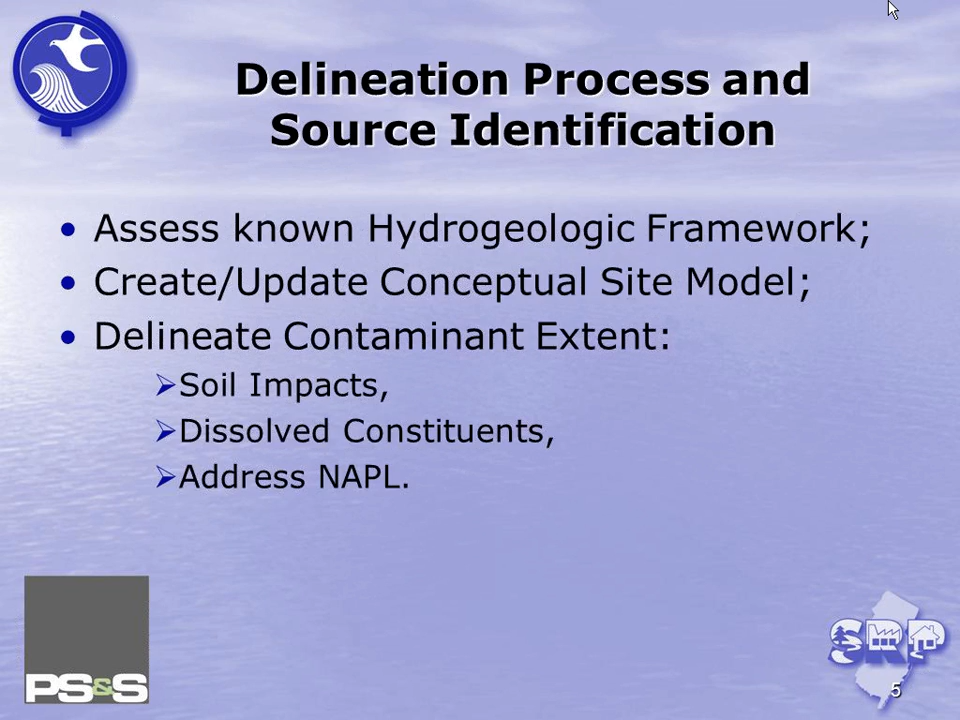 Delineation Process and
Source Identification
• Assess known Hydrogeologic Framework;
• Create/Update Conceptual Site Model;
• Delineate Contaminant Extent:
➢ Soil Impacts,
➢ Dissolved Constituents,
➢ Address NAPL.
PS&S
SRP
5